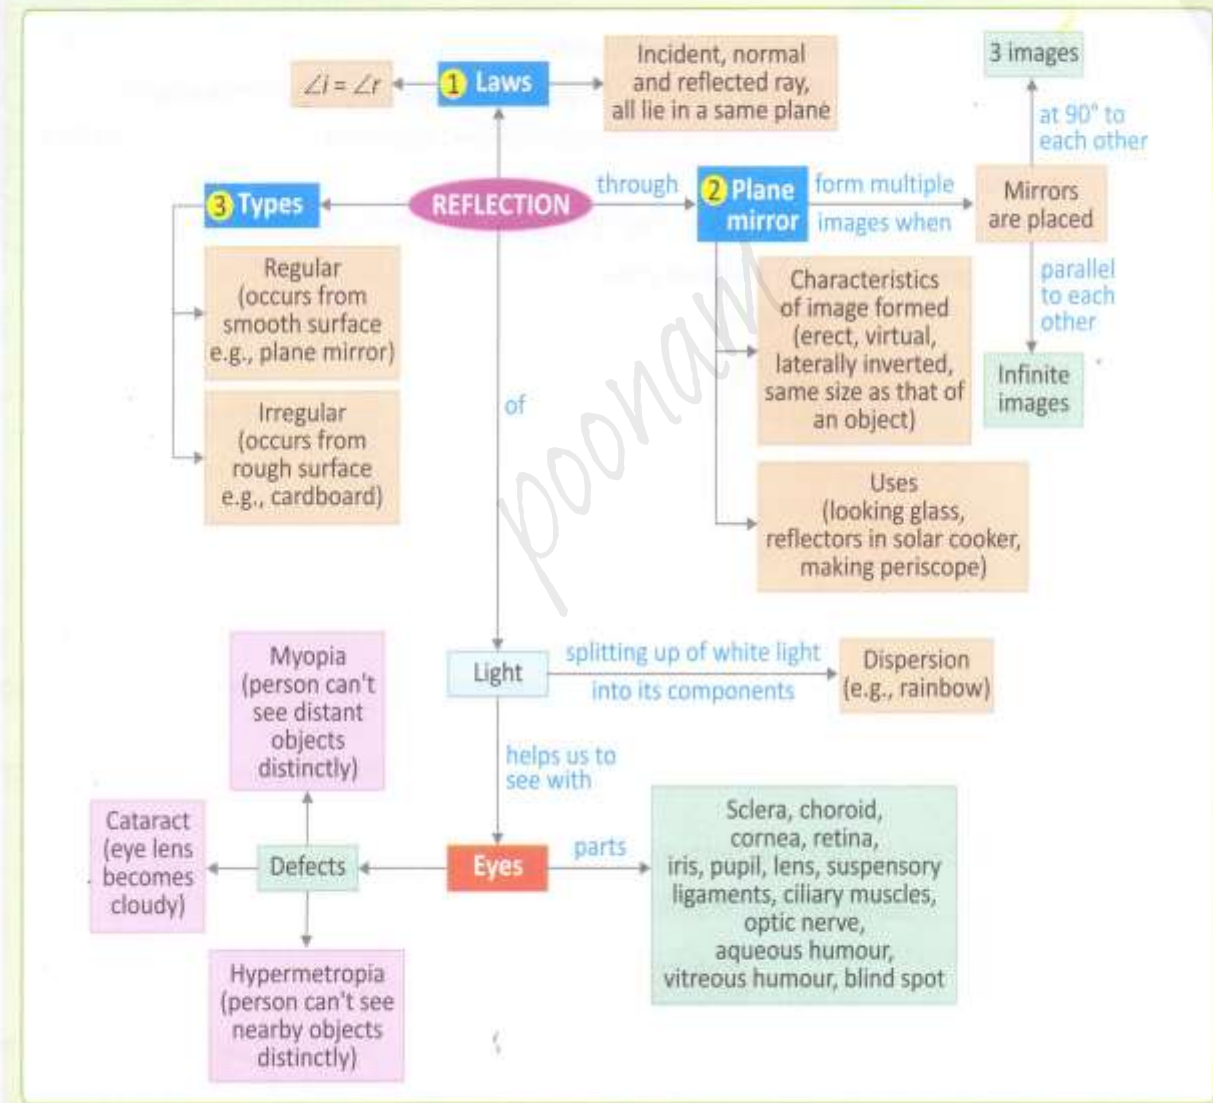 3 images
∠i = ∠r
1 Laws
Incident, normal
and reflected ray,
all lie in a same plane
at 90° to
each other
3 Types
REFLECTION
through
2 Plane
mirror
form multiple
images when
Mirrors
are placed
Regular
(occurs from
smooth surface
e.g., plane mirror)
Characteristics
of image formed
(erect, virtual,
laterally inverted,
same size as that of
an object)
parallel
to each
other
Infinite
images
Irregular
(occurs from
rough surface
e.g., cardboard)
of
Uses
(looking glass,
reflectors in solar cooker,
making periscope)
poonam
Myopia
(person can't
see distant
objects
distinctly)
Light
splitting up of white light
into its components
Dispersion
(e.g., rainbow)
helps us to
see with
Cataract
(eye lens
becomes
cloudy)
Defects
Eyes
parts
Sclera, choroid,
cornea, retina,
iris, pupil, lens, suspensory
ligaments, ciliary muscles,
optic nerve,
aqueous humour,
vitreous humour, blind spot
Hypermetropia
(person can't see
nearby objects
distinctly)